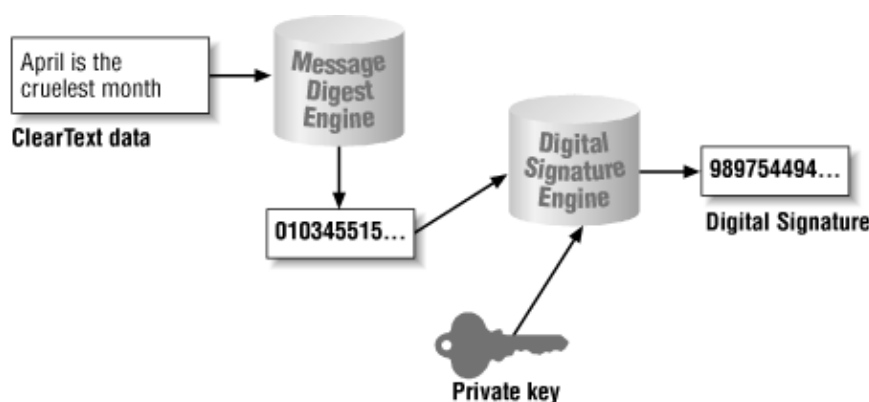 April is the
cruelest month
ClearText data
Message
Digest
Engine
010345515...
Digital
Signature
Engine
989754494...
Digital Signature
Private key